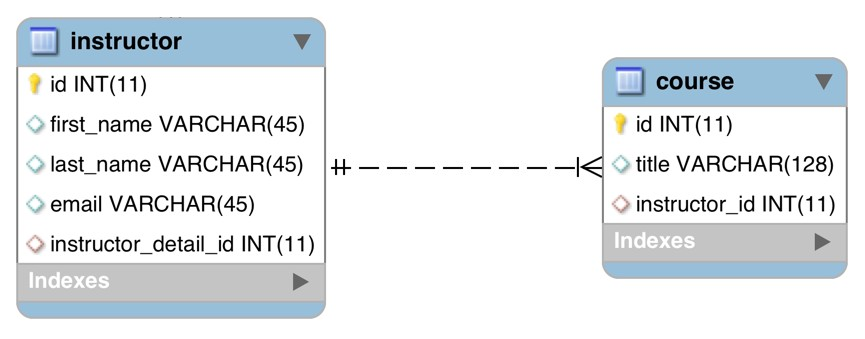 instructor
id INT(11)
first_name VARCHAR(45)
last_name VARCHAR(45)
email VARCHAR(45)
instructor_detail_id INT(11)
Indexes
course
id INT(11)
title VARCHAR(128)
instructor_id INT(11)
Indexes